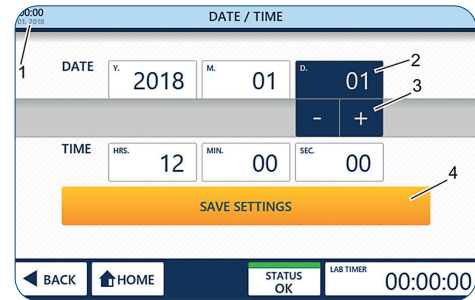 00:00
01, 2018
DATE / TIME
1
2
3
4
DATE
Y. 2018
M. 01
D. 01
- +
TIME
HRS. 12
MIN. 00
SEC. 00
SAVE SETTINGS
BACK
HOME
STATUS
OK
LAB TIMER 00:00:00